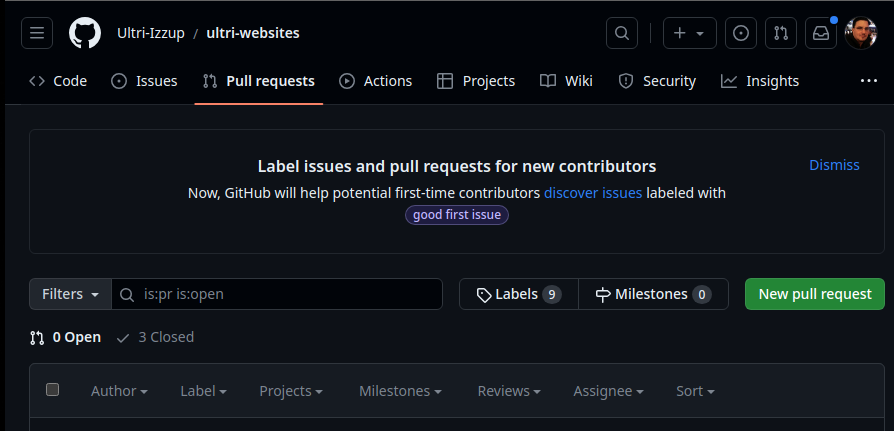 Ultri-Izzup / ultri-websites
Code Issues Pull requests Actions Projects Wiki Security Insights
Label issues and pull requests for new contributors
Dismiss
Now, GitHub will help potential first-time contributors discover issues labeled with
good first issue
Filters is:pr is:open Labels 9 Milestones 0 New pull request
0 Open 3 Closed
Author Label Projects Milestones Reviews Assignee Sort